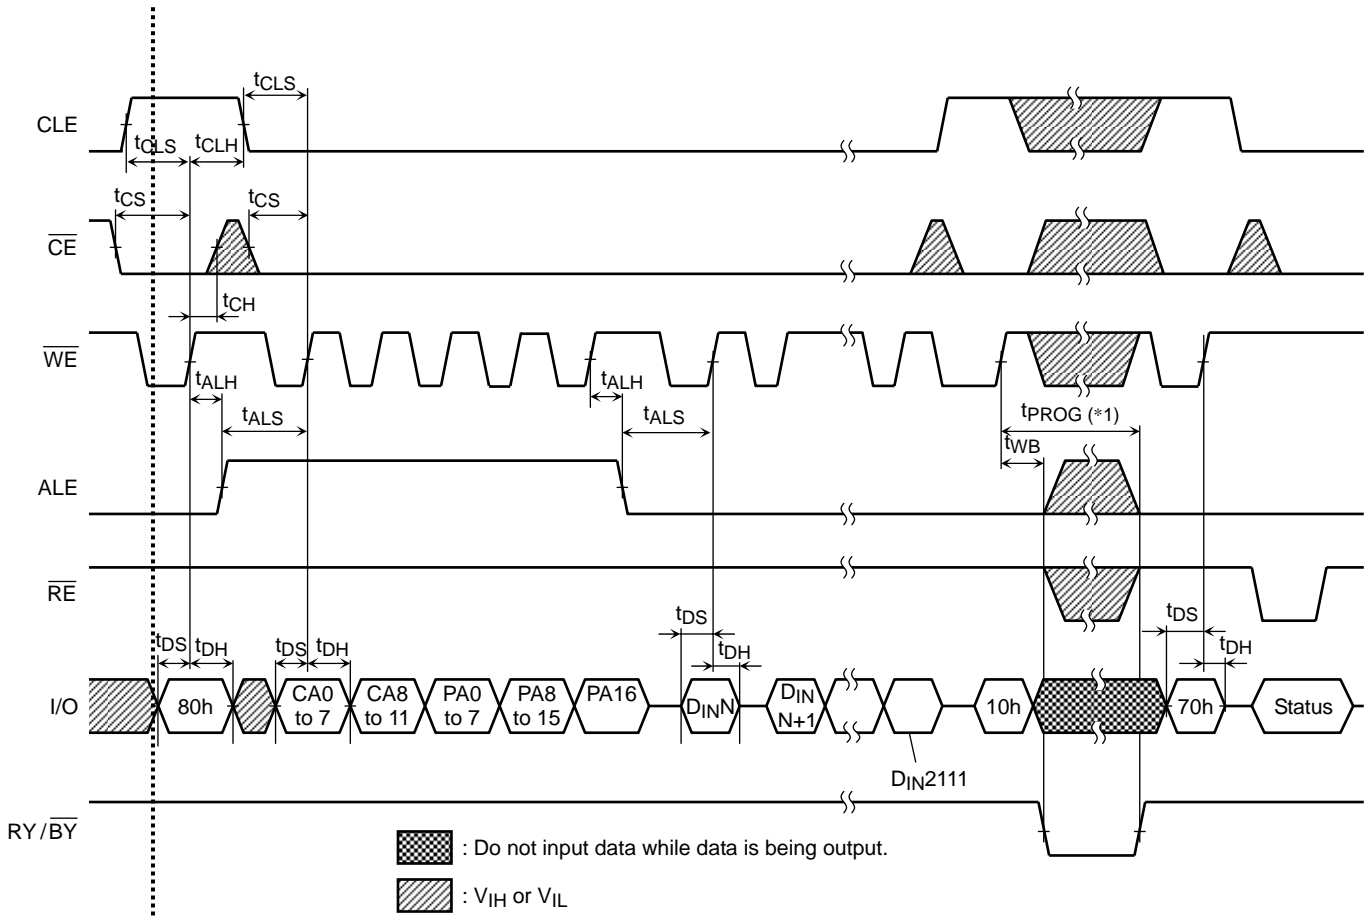 tCLS
CLE
tCLS tCLH
tCS tCS
CE
tCH
WE
tALH tALH
tALS tALS
tPROG (*1)
tWB
ALE
RE
tDS tDH tDS tDH tDS tDH tDS tDH
I/O
80h
CA0 to 7
CA8 to 11
PA0 to 7
PA8 to 15
PA16
DINN
DIN N+1
10h
70h
Status
DIN2111
RY/BY
: Do not input data while data is being output.
: VIH or VIL